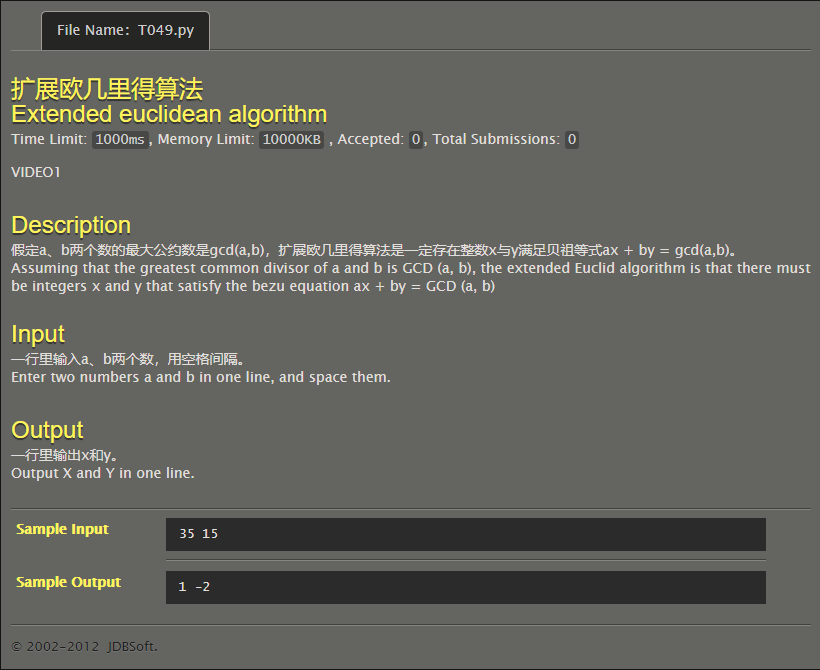 File Name: T049.py
扩展欧几里得算法
Extended euclidean algorithm
Time Limit: 1000ms, Memory Limit: 10000KB , Accepted: 0, Total Submissions: 0
VIDEO1
Description
假定a、b两个数的最大公约数是gcd(a,b)，扩展欧几里得算法是一定存在整数x与y满足贝祖等式ax + by = gcd(a,b)。
Assuming that the greatest common divisor of a and b is GCD (a, b), the extended Euclid algorithm is that there must
be integers x and y that satisfy the bezu equation ax + by = GCD (a, b)
Input
一行里输入a、b两个数，用空格间隔。
Enter two numbers a and b in one line, and space them.
Output
一行里输出x和y。
Output X and Y in one line.
Sample Input
35 15
Sample Output
1 -2
© 2002-2012 JDBSoft.